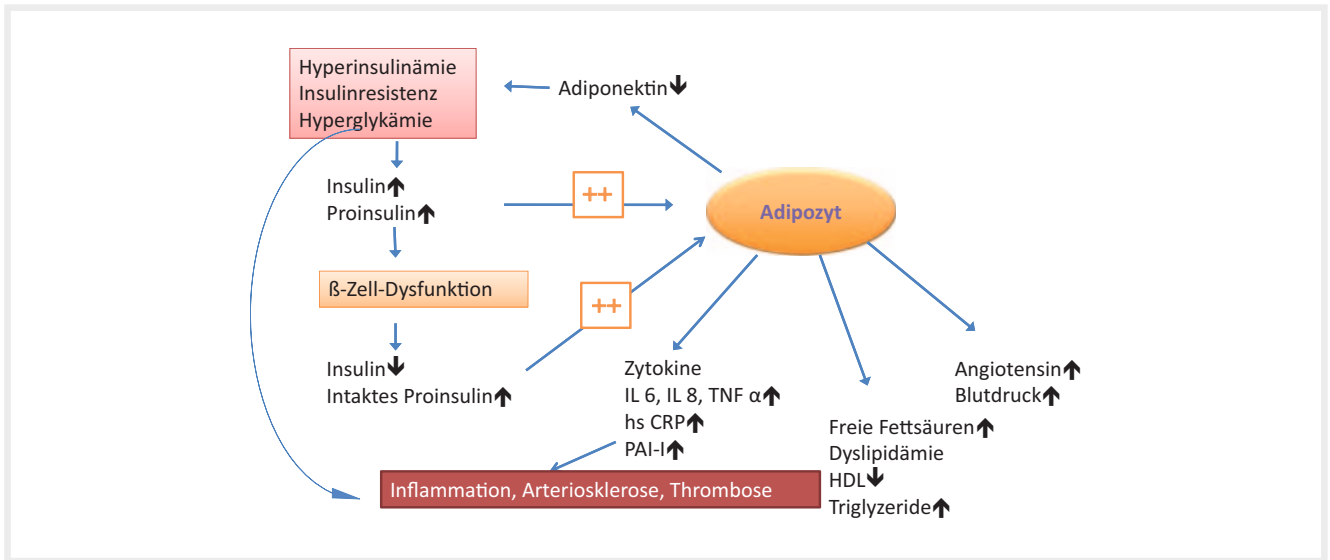 Hyperinsulinämie
Insulinresistenz
Hyperglykämie
Adiponektin🡫
Insulin🡩
Proinsulin🡩
++
Adipozyt
ß-Zell-Dysfunktion
++
Insulin🡫
Intaktes Proinsulin🡩
Zytokine
IL 6, IL 8, TNF α🡩
hs CRP🡩
PAI-I🡩
Angiotensin🡩
Blutdruck🡩
Freie Fettsäuren🡩
Dyslipidämie
HDL🡫
Triglyzeride🡩
Inflammation, Arteriosklerose, Thrombose